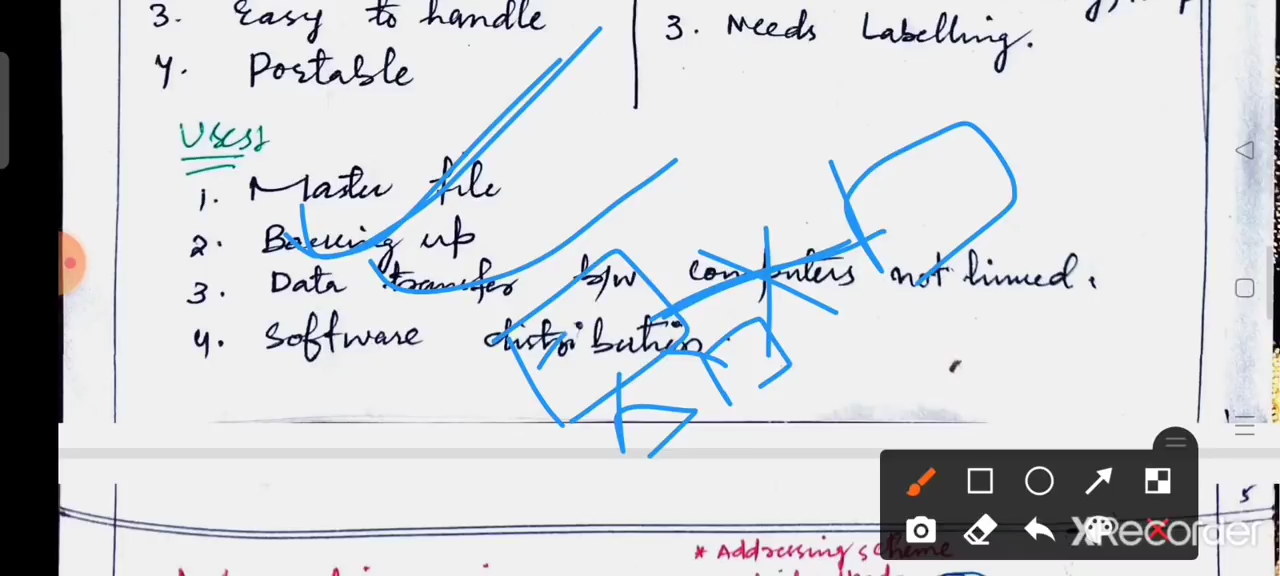 3. Easy to handle
4. Portable
3. Needs Labelling.
Uses
1. Master file
2. Backing up
3. Data transfer b/w computers not linked.
4. Software distribution.
5
* Addressing scheme
XRecorder